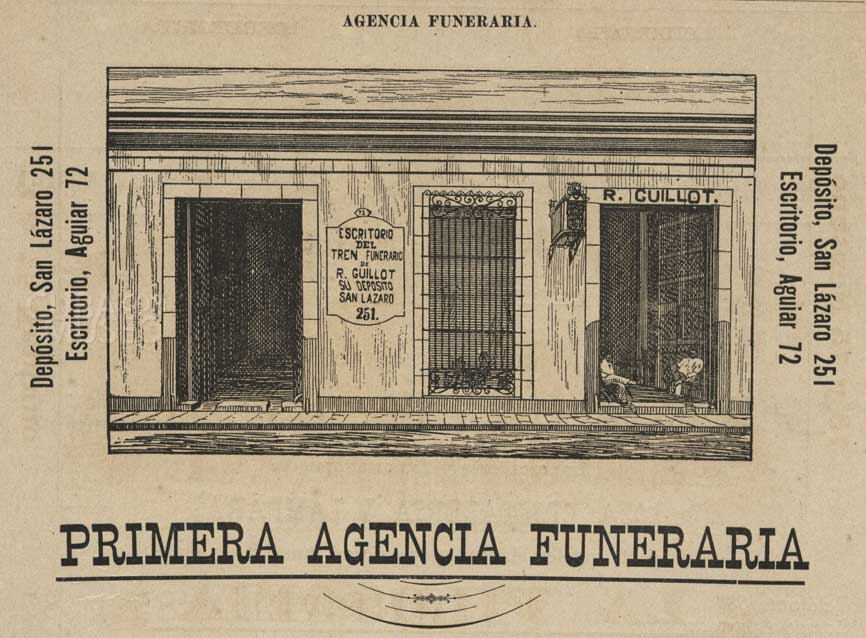 AGENCIA FUNERARIA.
Depósito, San Lázaro 251
Escritorio, Aguiar 72
72
ESCRITORIO
DEL
TREN FUNERARIO
DE
R. GUILLOT
SU DEPOSITO
SAN LAZARO
251.
R. GUILLOT.
Depósito, San Lázaro 251
Escritorio, Aguiar 72
PRIMERA AGENCIA FUNERARIA